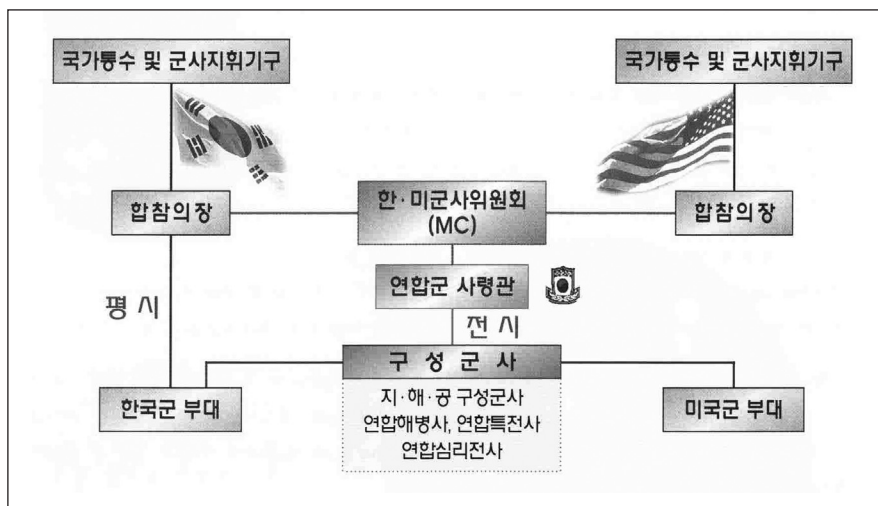 국가통수 및 군사지휘기구
국가통수 및 군사지휘기구
합참의장
한·미군사위원회
(MC)
합참의장
연합군 사령관
평 시
전 시
구 성 군 사
한국군 부대
지·해·공 구성군사
연합해병사, 연합특전사
연합심리전사
미국군 부대